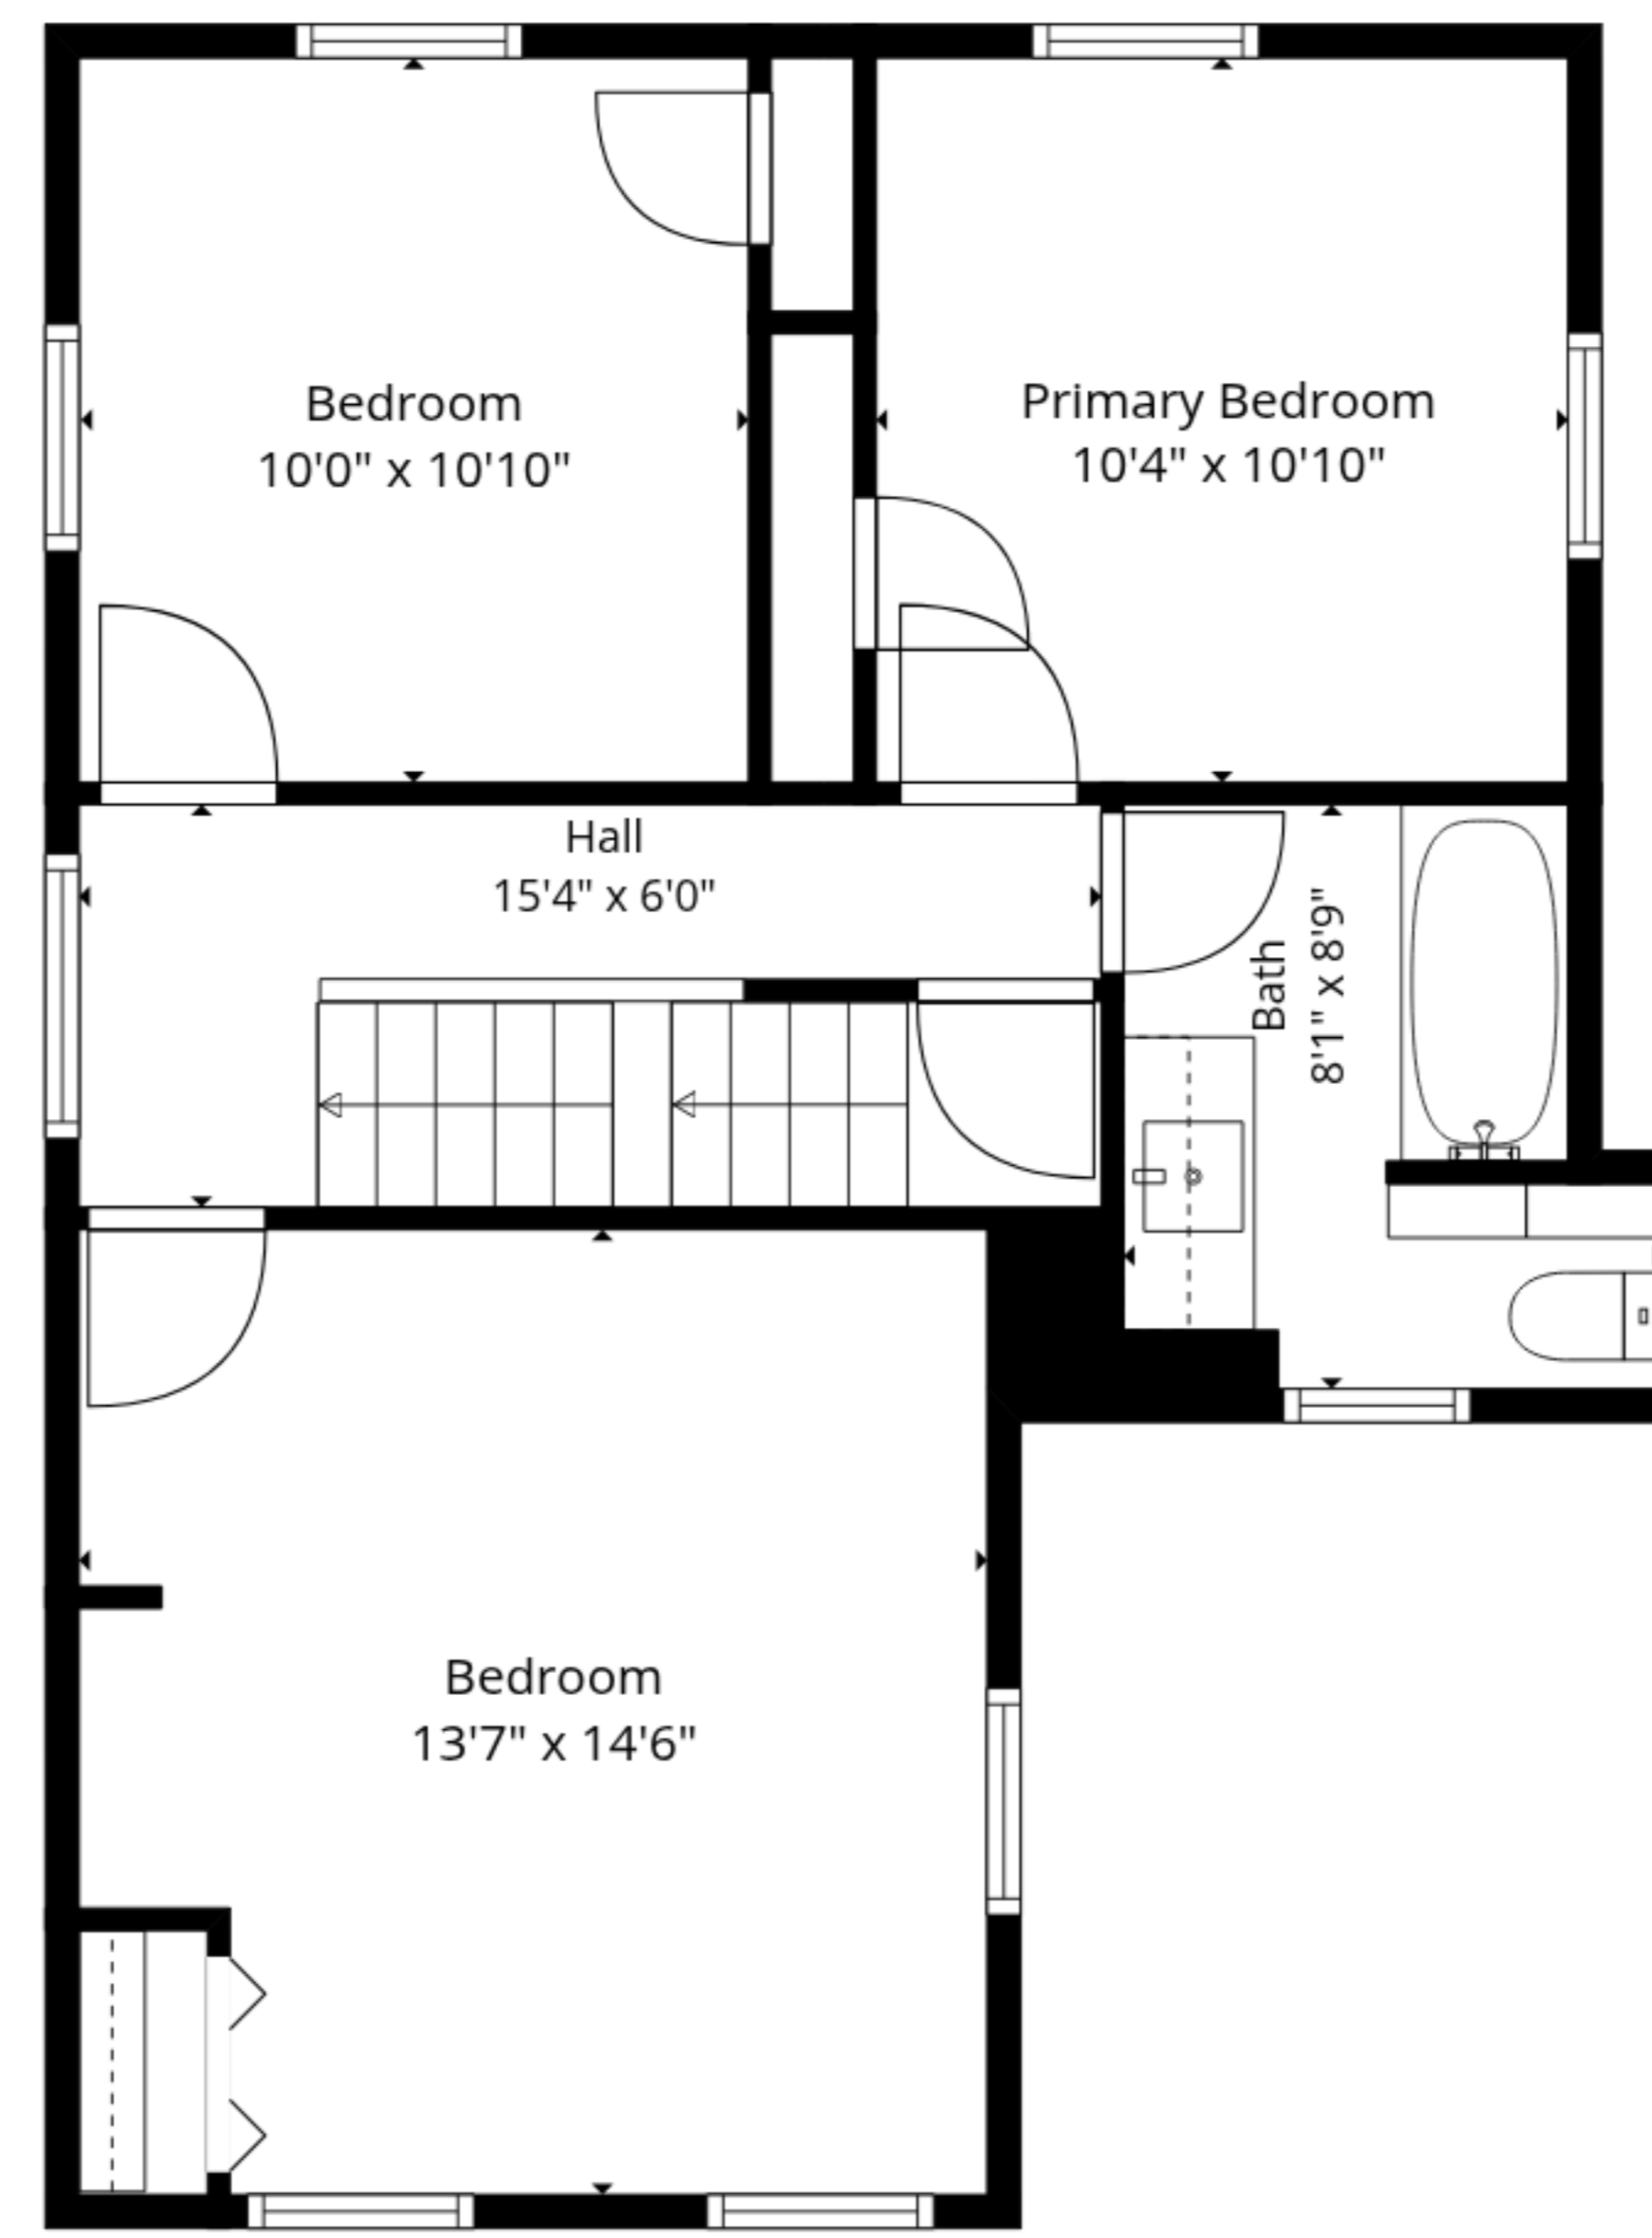 Bedroom
10'0" x 10'10"
Primary Bedroom
10'4" x 10'10"
Hall
15'4" x 6'0"
Bath
8'1" x 8'9"
Bedroom
13'7" x 14'6"